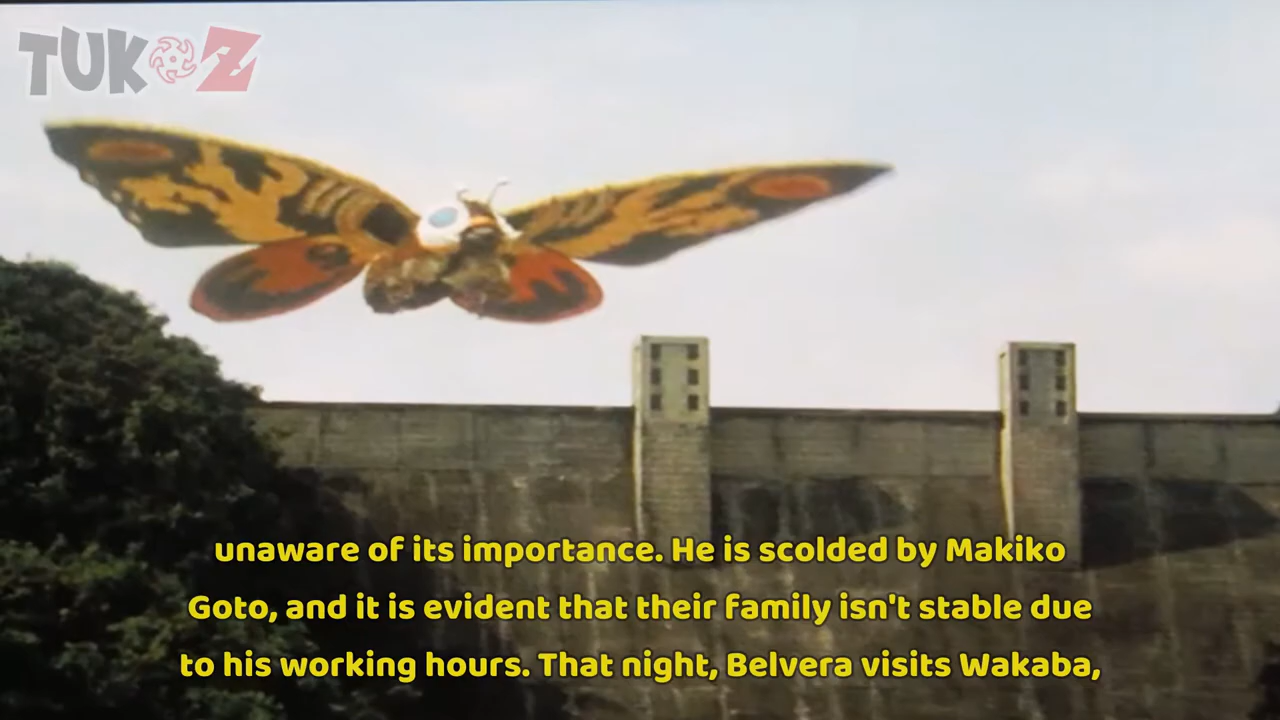 TUKOZ
unaware of its importance. He is scolded by Makiko
Goto, and it is evident that their family isn't stable due
to his working hours. That night, Belvera visits Wakaba,